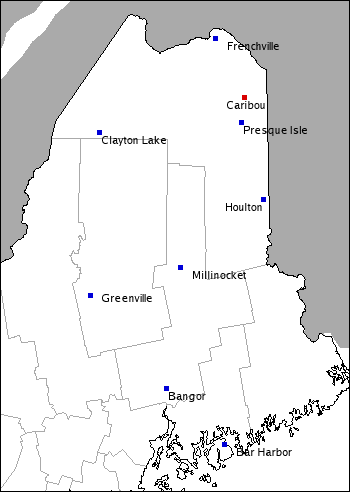 Frenchville
Caribou
Presque Isle
Clayton Lake
Houlton
Millinocket
Greenville
Bangor
Bar Harbor